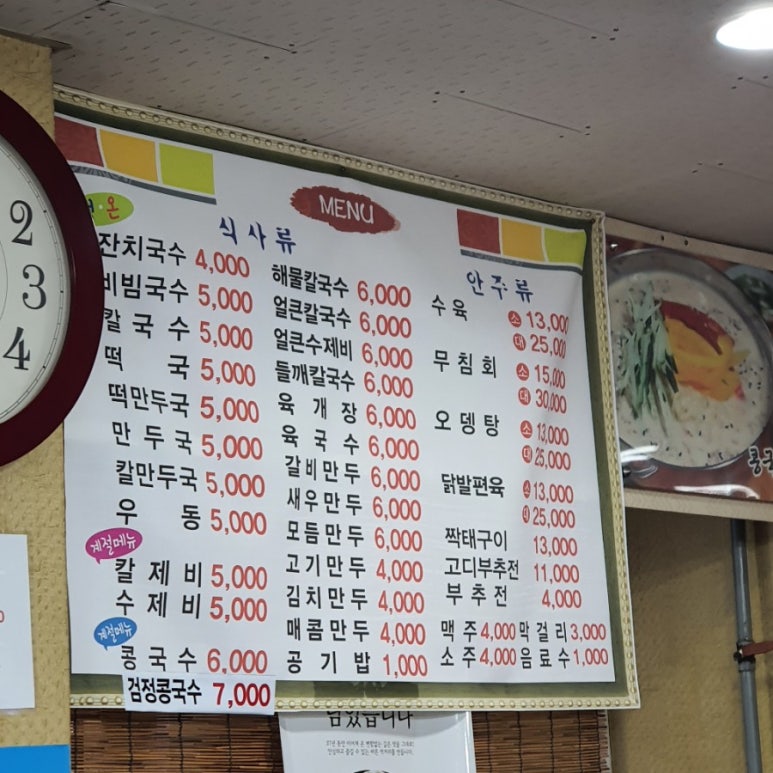 2
3
4
온
MENU
식사류
잔치국수 4,000
비빔국수 5,000
칼국수 5,000
떡국 5,000
떡만두국 5,000
만두국 5,000
칼만두국 5,000
우동 5,000
계절메뉴
칼제비 5,000
수제비 5,000
계절메뉴
콩국수 6,000
검정콩국수 7,000
해물칼국수 6,000
얼큰칼국수 6,000
얼큰수제비 6,000
들깨칼국수 6,000
육개장 6,000
육국수 6,000
갈비만두 6,000
새우만두 6,000
모듬만두 6,000
고기만두 4,000
김치만두 4,000
매콤만두 4,000
공기밥 1,000
안주류
수육 소 13,000
대 25,000
무침회 소 15,000
대 30,000
오뎅탕 소 13,000
대 25,000
닭발편육 소 13,000
대 25,000
짝태구이 13,000
고디부추전 11,000
부추전 4,000
맥주 4,000 막걸리 3,000
소주 4,000 음료수 1,000